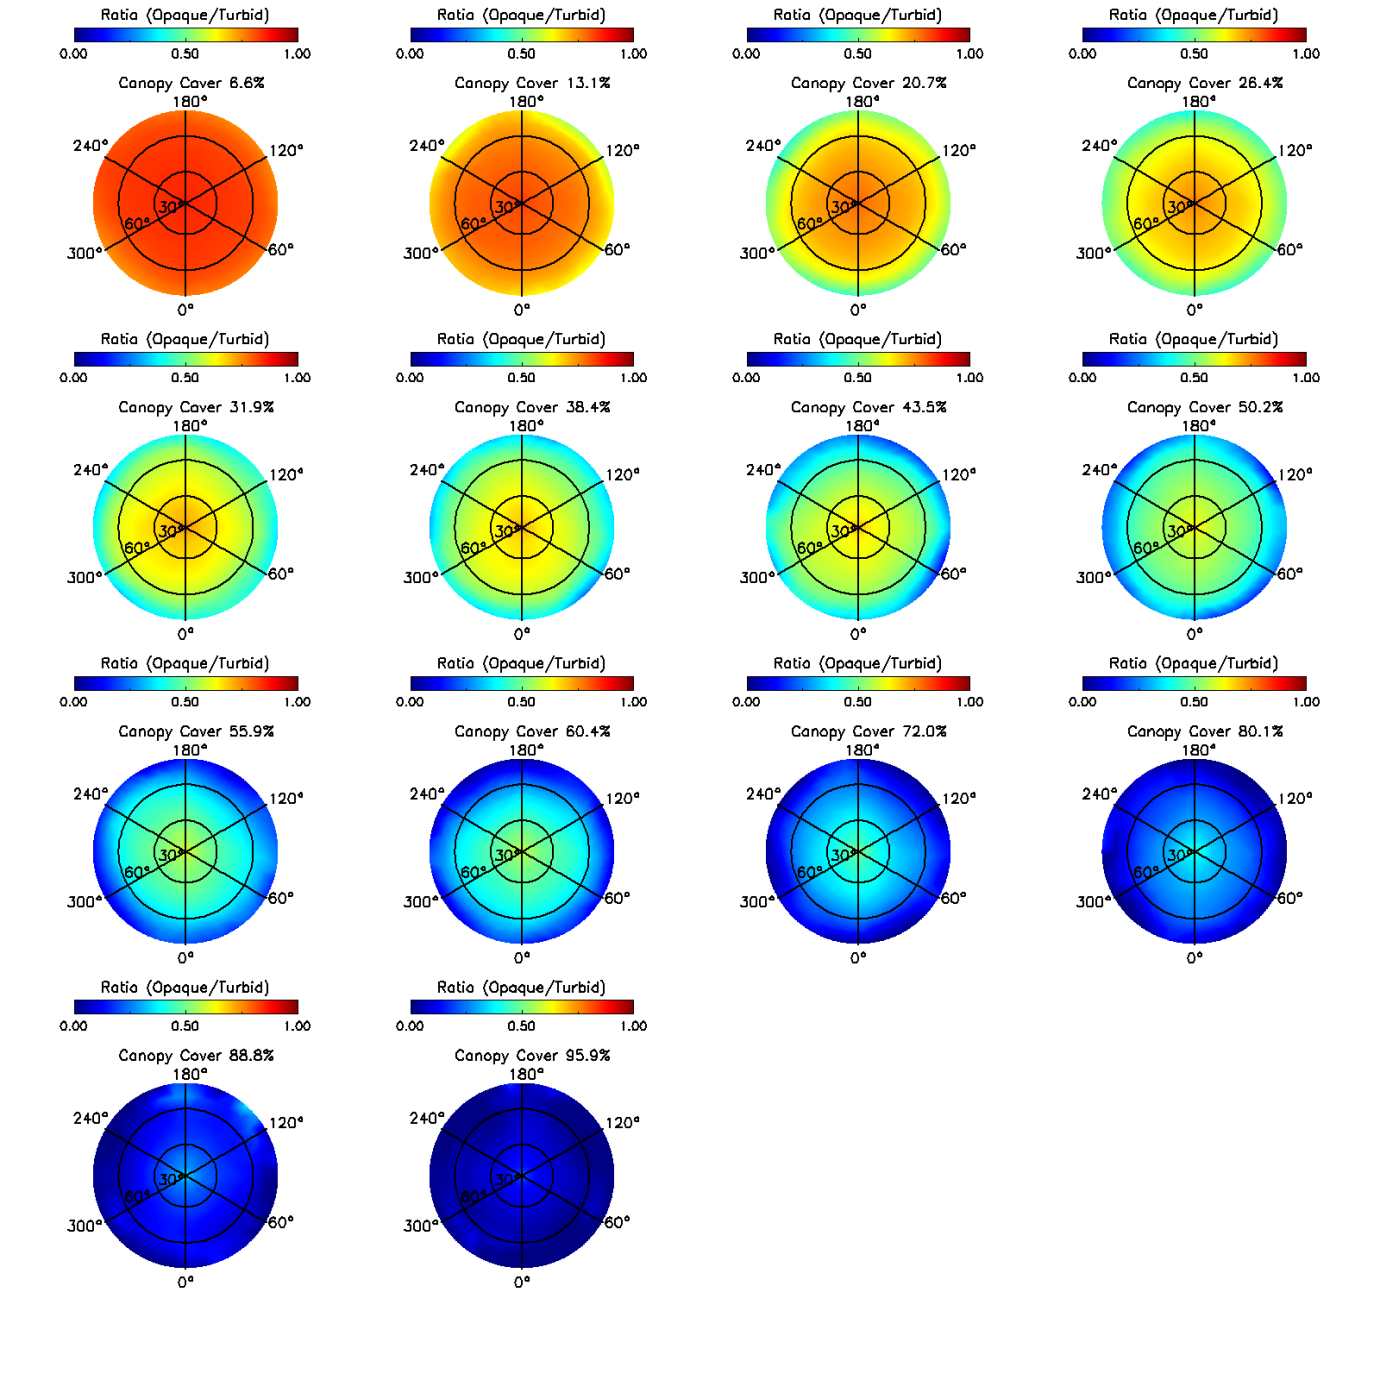 Ratio (Opaque/Turbid) Ratio (Opaque/Turbid) Ratio (Opaque/Turbid) Ratio (Opaque/Turbid)
0.00 0.50 1.00 0.00 0.50 1.00 0.00 0.50 1.00 0.00 0.50 1.00
Canopy Cover 6.6% Canopy Cover 13.1% Canopy Cover 20.7% Canopy Cover 26.4%
180° 180° 180° 180°
240° 120° 240° 120° 240° 120° 240° 120°
30° 30° 30° 30°
60° 60° 60° 60°
300° 60° 300° 60° 300° 60° 300° 60°
0° 0° 0° 0°
Ratio (Opaque/Turbid) Ratio (Opaque/Turbid) Ratio (Opaque/Turbid) Ratio (Opaque/Turbid)
0.00 0.50 1.00 0.00 0.50 1.00 0.00 0.50 1.00 0.00 0.50 1.00
Canopy Cover 31.9% Canopy Cover 38.4% Canopy Cover 43.5% Canopy Cover 50.2%
180° 180° 180° 180°
240° 120° 240° 120° 240° 120° 240° 120°
30° 30° 30° 30°
60° 60° 60° 60°
300° 60° 300° 60° 300° 60° 300° 60°
0° 0° 0° 0°
Ratio (Opaque/Turbid) Ratio (Opaque/Turbid) Ratio (Opaque/Turbid) Ratio (Opaque/Turbid)
0.00 0.50 1.00 0.00 0.50 1.00 0.00 0.50 1.00 0.00 0.50 1.00
Canopy Cover 55.9% Canopy Cover 60.4% Canopy Cover 72.0% Canopy Cover 80.1%
180° 180° 180° 180°
240° 120° 240° 120° 240° 120° 240° 120°
30° 30° 30° 30°
60° 60° 60° 60°
300° 60° 300° 60° 300° 60° 300° 60°
0° 0° 0° 0°
Ratio (Opaque/Turbid) Ratio (Opaque/Turbid)
0.00 0.50 1.00 0.00 0.50 1.00
Canopy Cover 88.8% Canopy Cover 95.9%
180° 180°
240° 120° 240° 120°
30° 30°
60° 60°
300° 60° 300° 60°
0° 0°